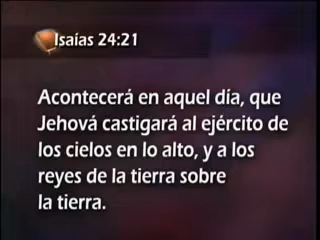 Isaías 24:21
Acontecerá en aquel día, que
Jehová castigará al ejército de
los cielos en lo alto, y a los
reyes de la tierra sobre
la tierra.